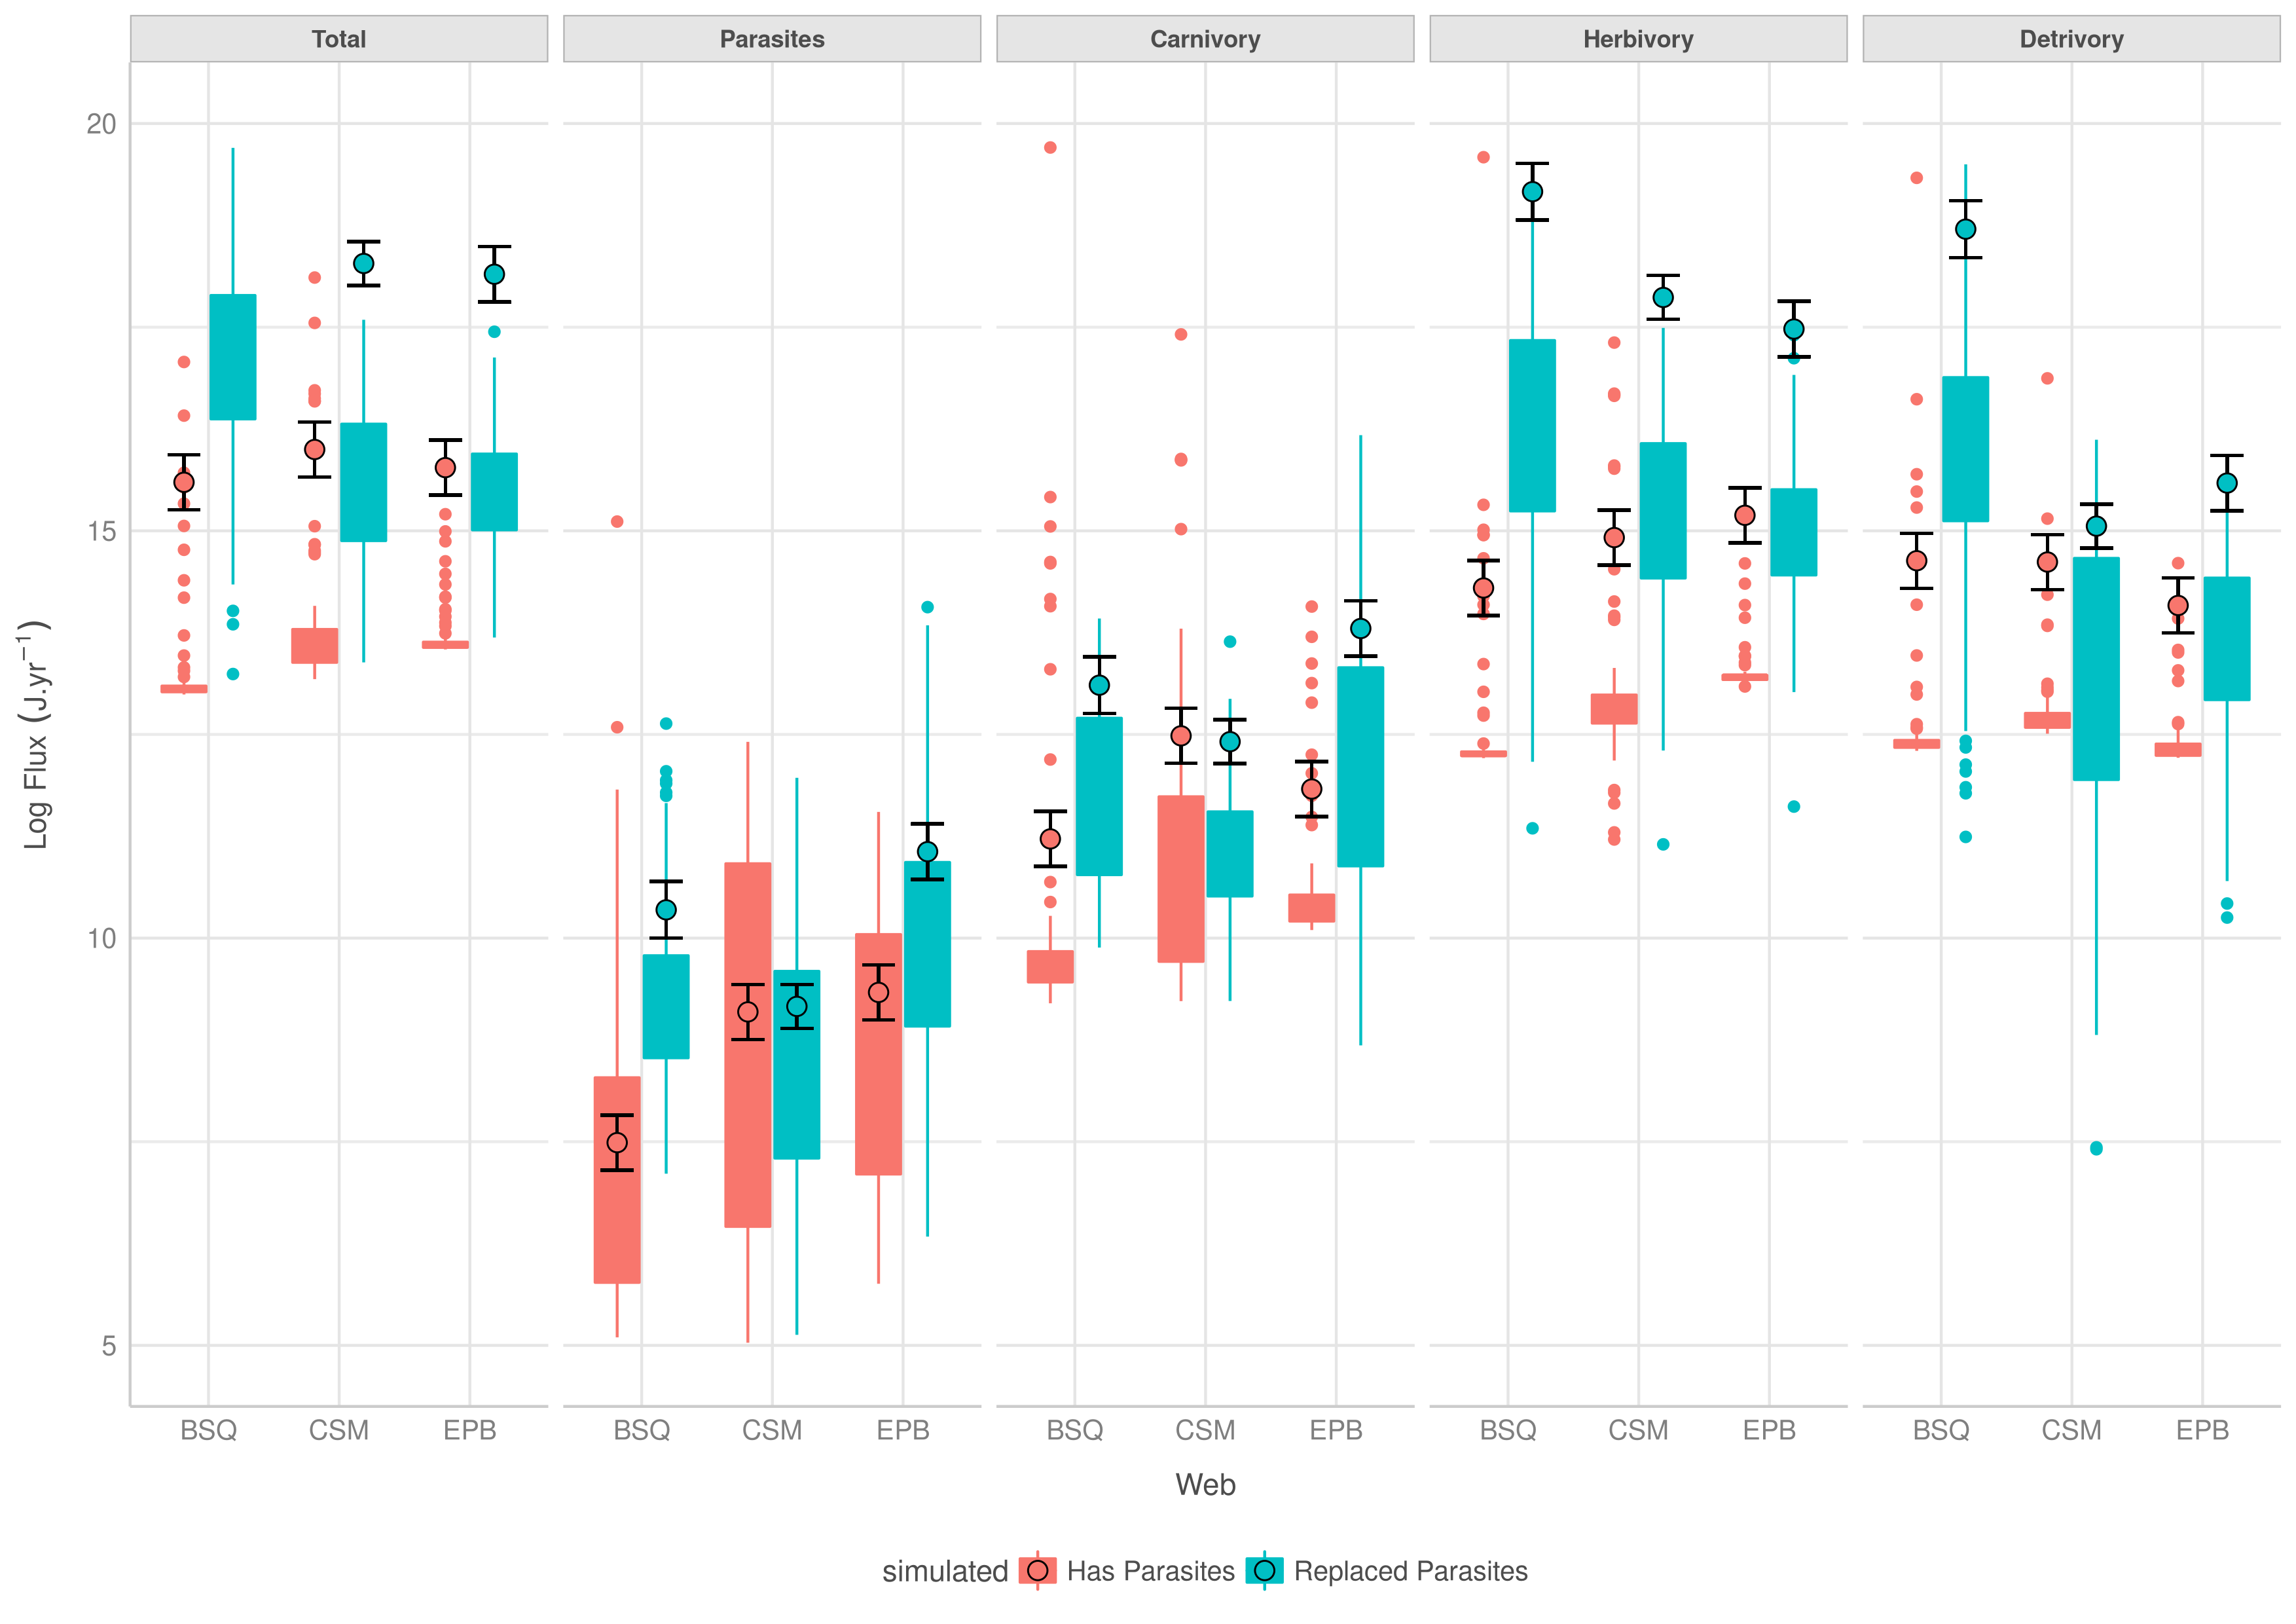 Total Parasites Carnivory Herbivory Detrivory
20
15
10
5
Log Flux (J.yr⁻¹)
BSQ CSM EPB BSQ CSM EPB BSQ CSM EPB BSQ CSM EPB BSQ CSM EPB
Web
simulated Has Parasites Replaced Parasites